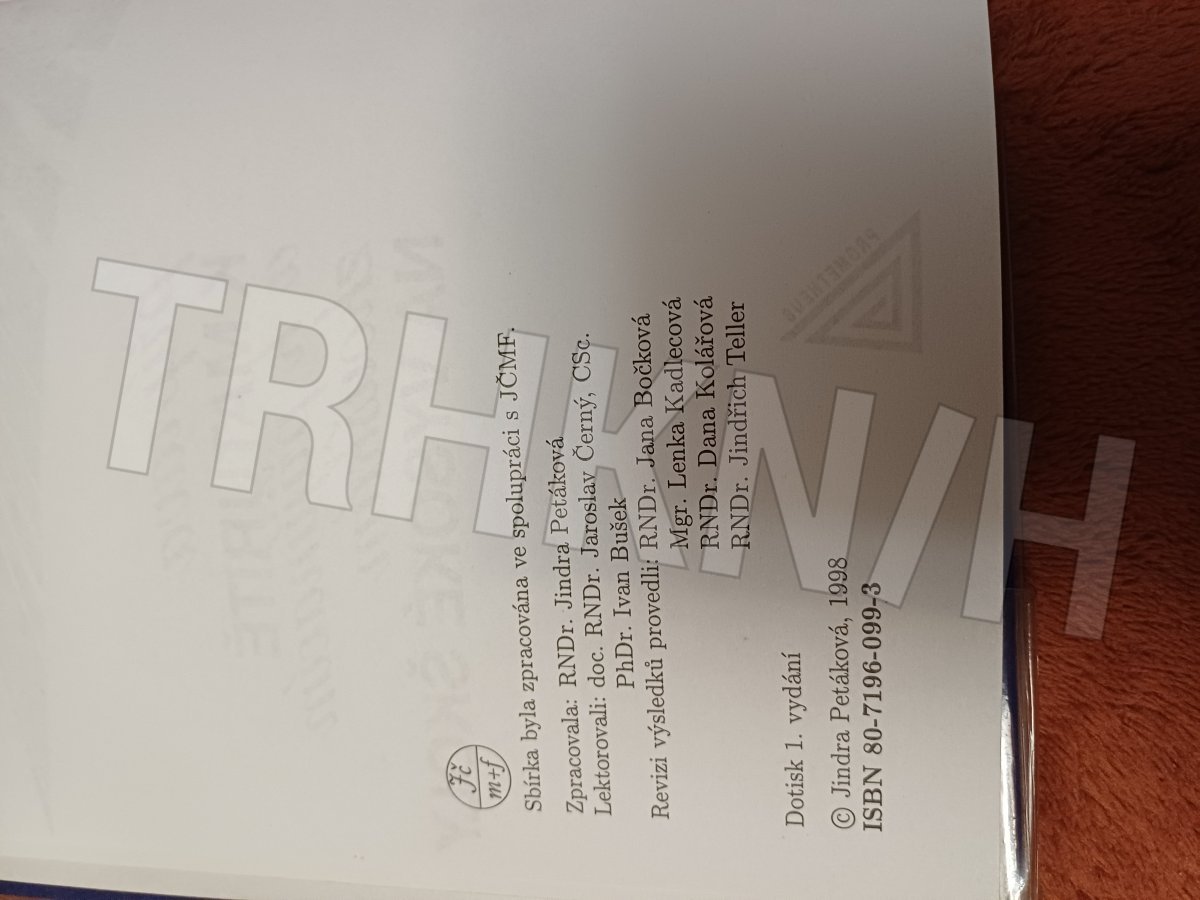 Jč
m+f
Sbírka byla zpracována ve spolupráci s JČMF.
Zpracovala: RNDr. Jindra Petáková
Lektorovali: doc. RNDr. Jaroslav Černý, CSc.
PhDr. Ivan Bušek
Revizi výsledků provedli: RNDr. Jana Bočková
Mgr. Lenka Kadlecová
RNDr. Dana Kolářová
RNDr. Jindřich Teller
Dotisk 1. vydání
© Jindra Petáková, 1998
ISBN 80-7196-099-3
PROMETHEUS
TRHKNIH